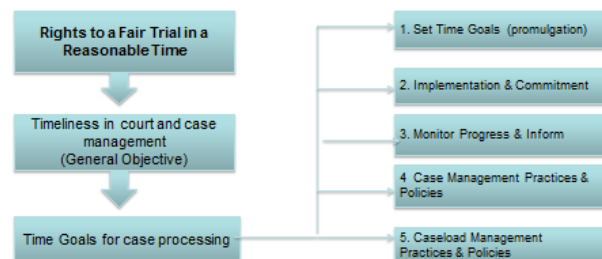 Rights to a Fair Trial in a
Reasonable Time
Timeliness in court and case
management
(General Objective)
Time Goals for case processing
1. Set Time Goals (promulgation)
2. Implementation & Commitment
3. Monitor Progress & Inform
4 Case Management Practices &
Policies
5. Caseload Management
Practices & Policies